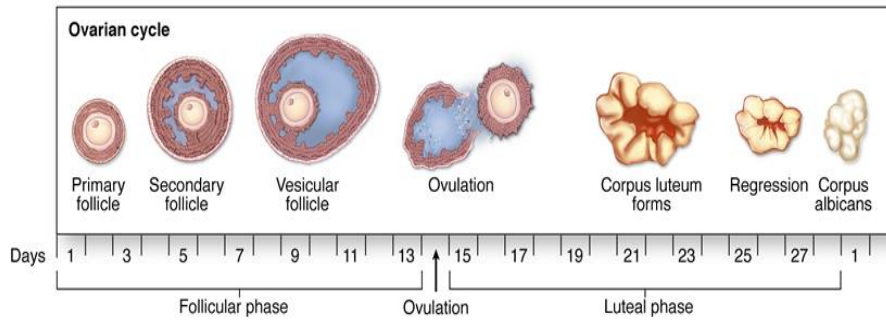 Ovarian cycle
Primary
follicle
Secondary
follicle
Vesicular
follicle
Ovulation
Corpus luteum
forms
Regression
Corpus
albicans
Days 1 3 5 7 9 11 13 15 17 19 21 23 25 27 1
Follicular phase
Ovulation
Luteal phase